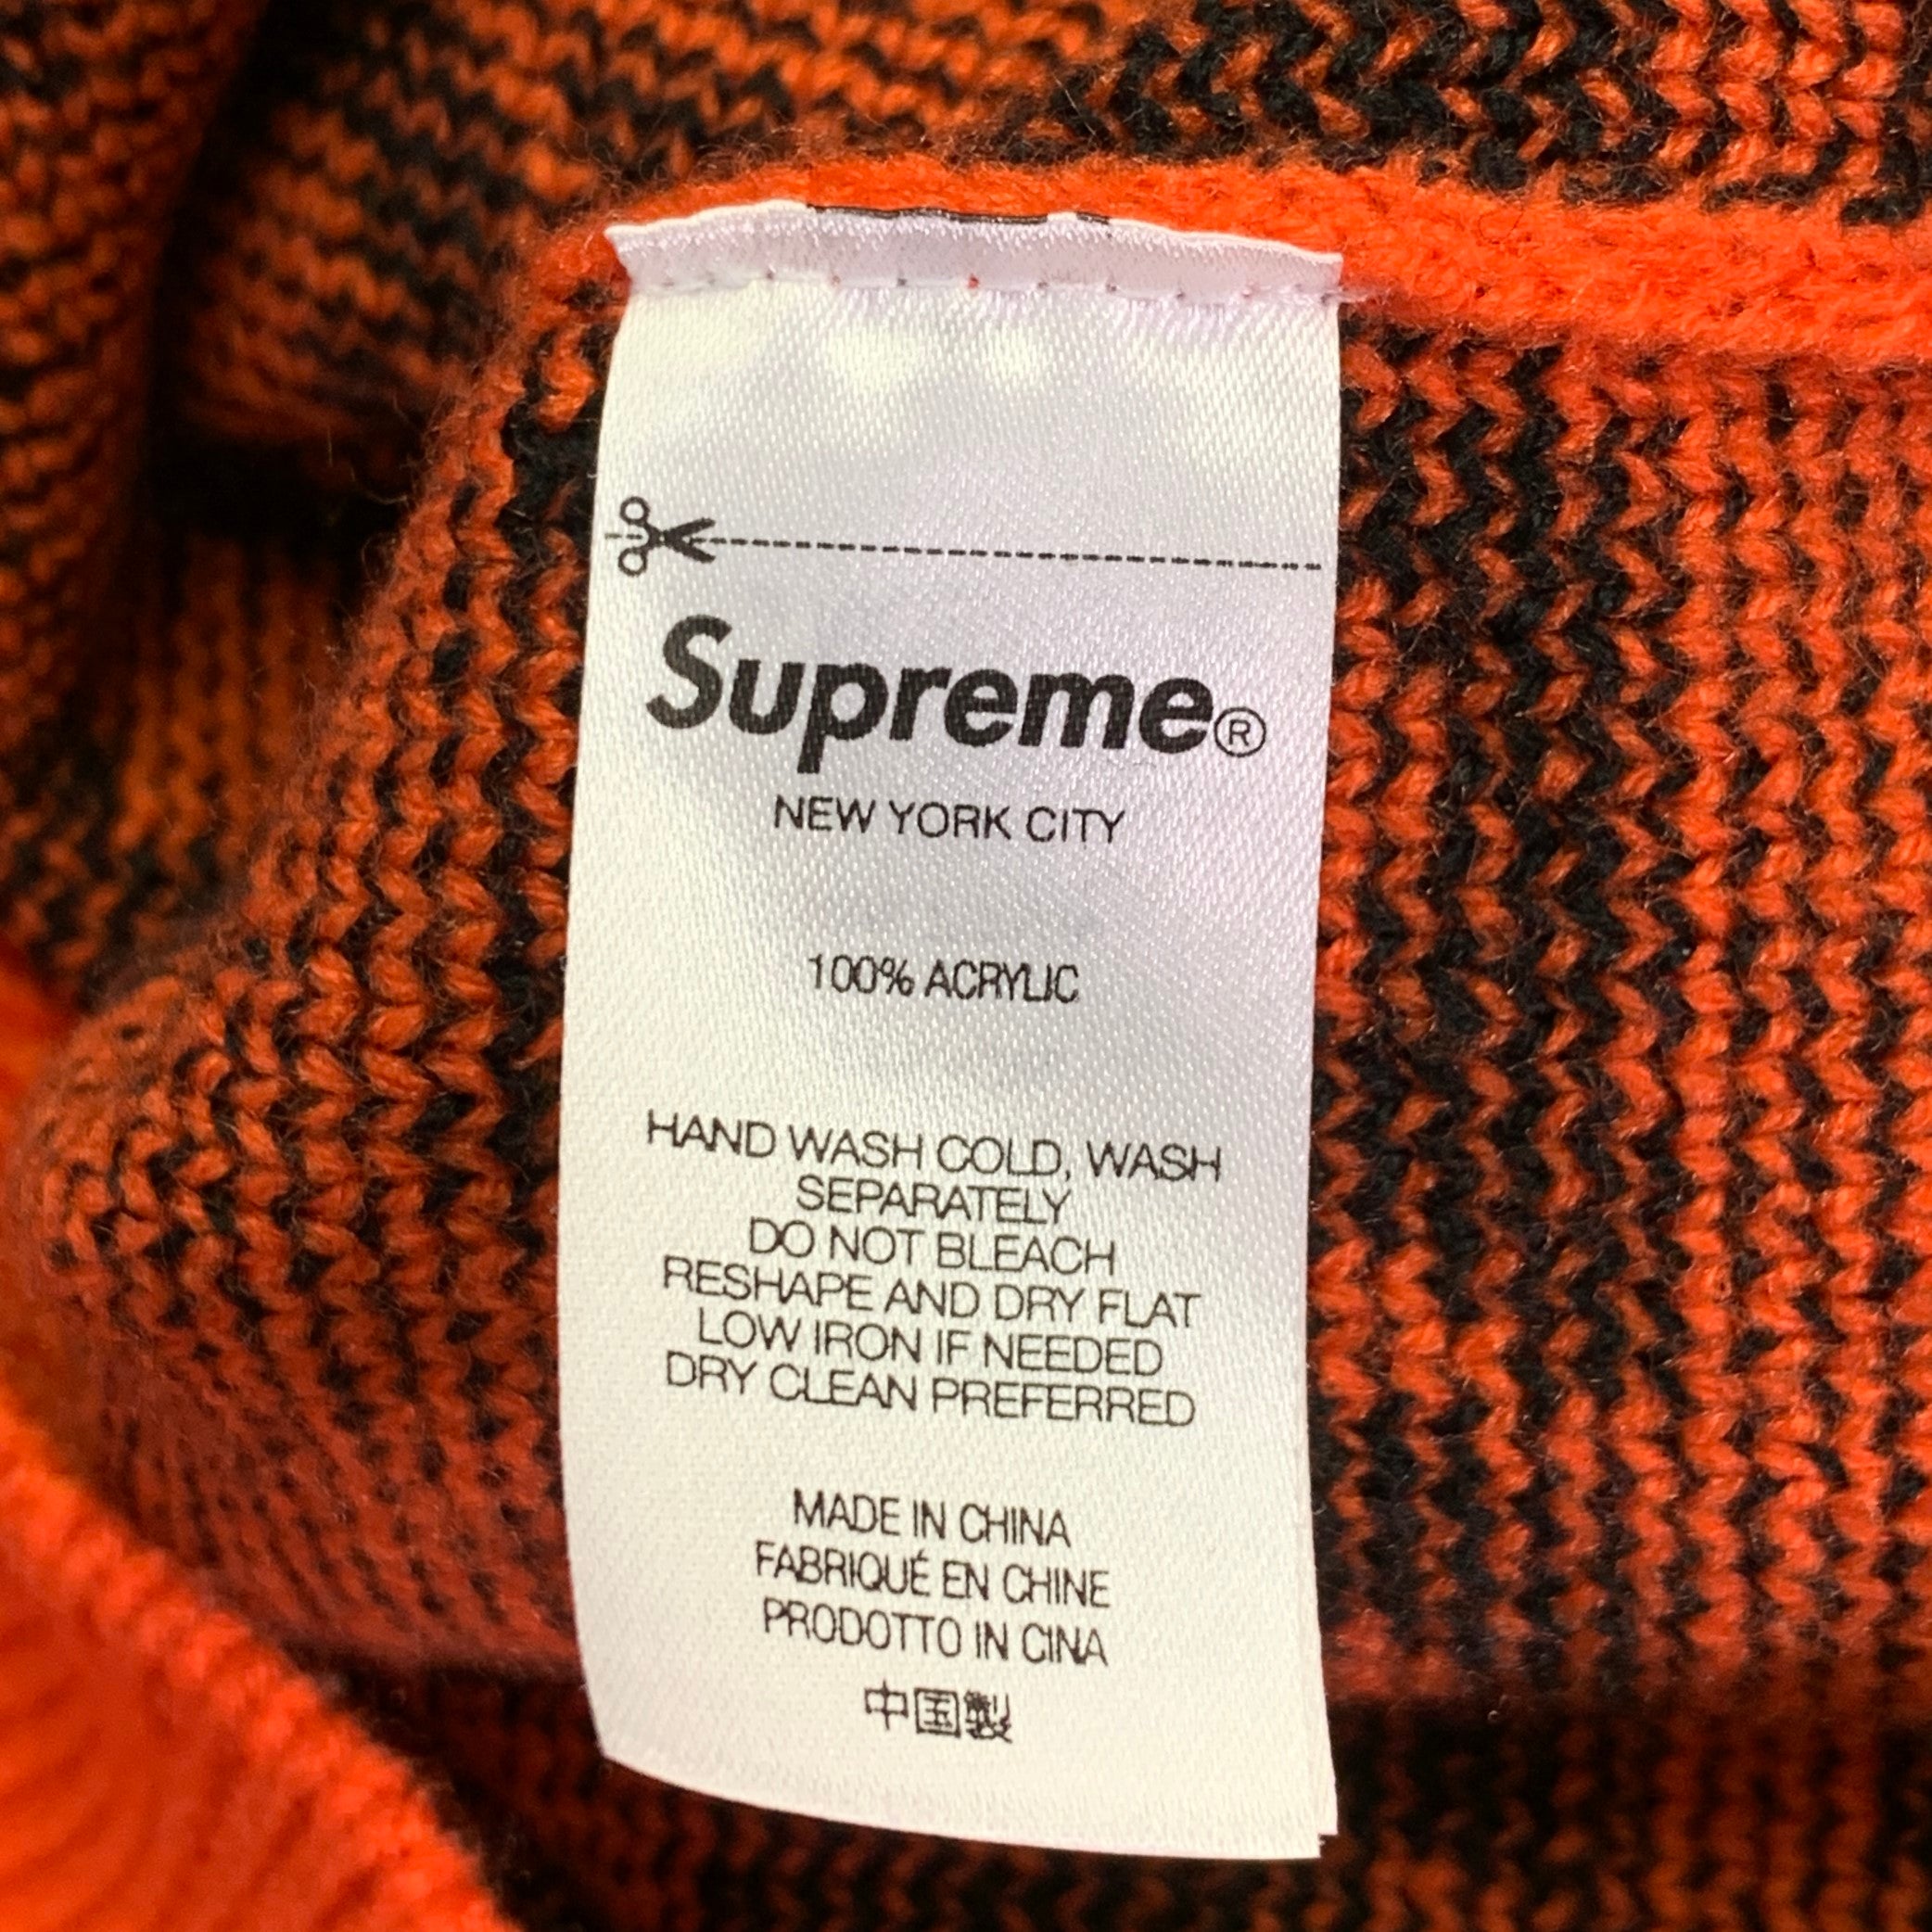 Supreme®
NEW YORK CITY
100% ACRYLIC
HAND WASH COLD, WASH
SEPARATELY
DO NOT BLEACH
RESHAPE AND DRY FLAT
LOW IRON IF NEEDED
DRY CLEAN PREFERRED
MADE IN CHINA
FABRIQUÉ EN CHINE
PRODOTTO IN CINA
中国製